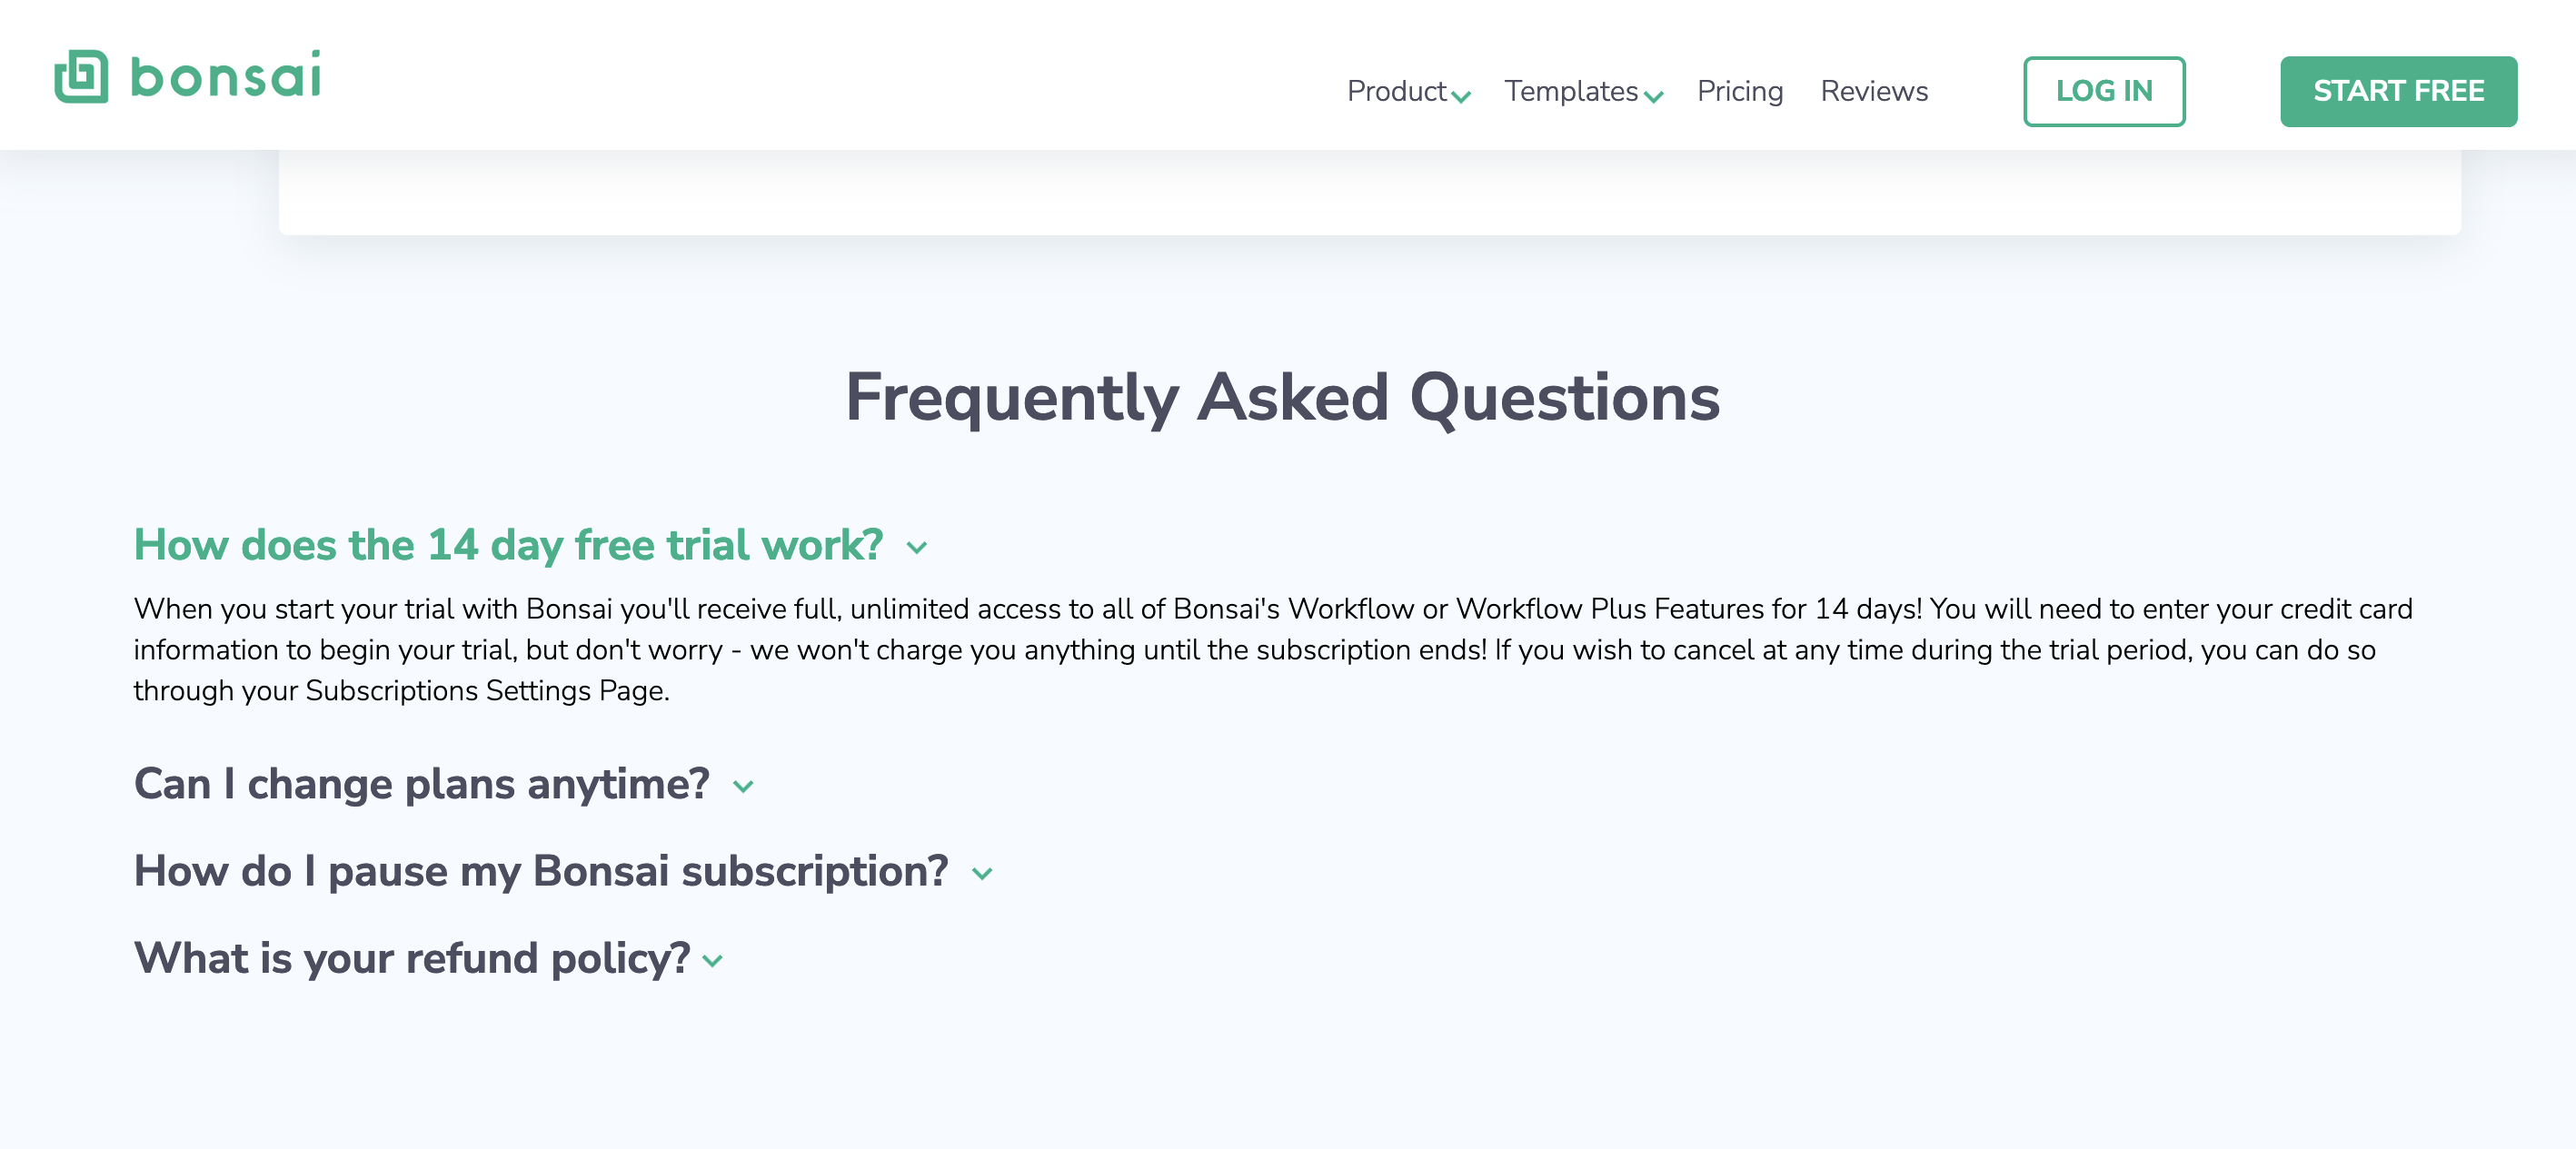 bonsai
Product
Templates
Pricing
Reviews
LOG IN
START FREE
Frequently Asked Questions
How does the 14 day free trial work?
When you start your trial with Bonsai you'll receive full, unlimited access to all of Bonsai's Workflow or Workflow Plus Features for 14 days! You will need to enter your credit card
information to begin your trial, but don't worry - we won't charge you anything until the subscription ends! If you wish to cancel at any time during the trial period, you can do so
through your Subscriptions Settings Page.
Can I change plans anytime?
How do I pause my Bonsai subscription?
What is your refund policy?